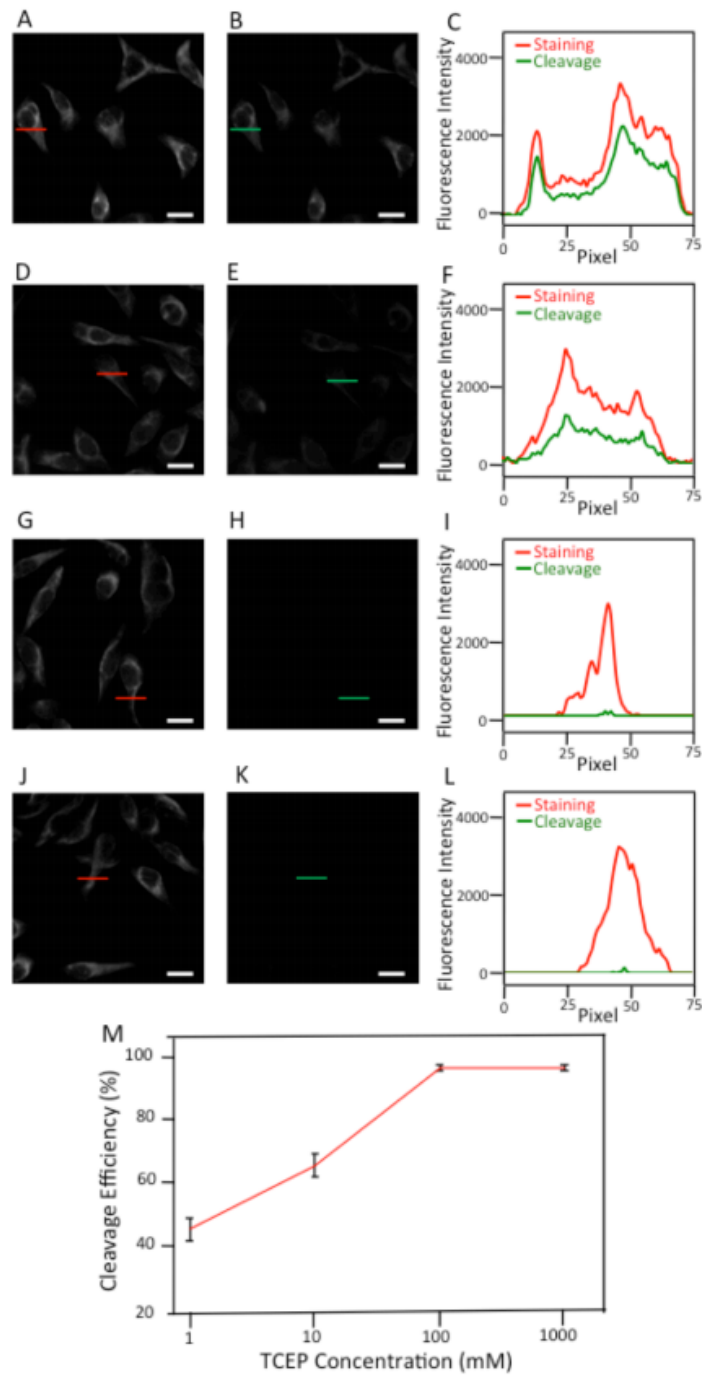 A
B
C
Fluorescence Intensity
4000
2000
0
Staining
Cleavage
0
25
50
75
Pixel
D
E
F
Fluorescence Intensity
4000
2000
0
Staining
Cleavage
0
25
50
75
Pixel
G
H
I
Fluorescence Intensity
4000
2000
0
Staining
Cleavage
0
25
50
75
Pixel
J
K
L
Fluorescence Intensity
4000
2000
0
Staining
Cleavage
0
25
50
75
Pixel
M
Cleavage Efficiency (%)
100
80
60
40
20
1
10
100
1000
TCEP Concentration (mM)